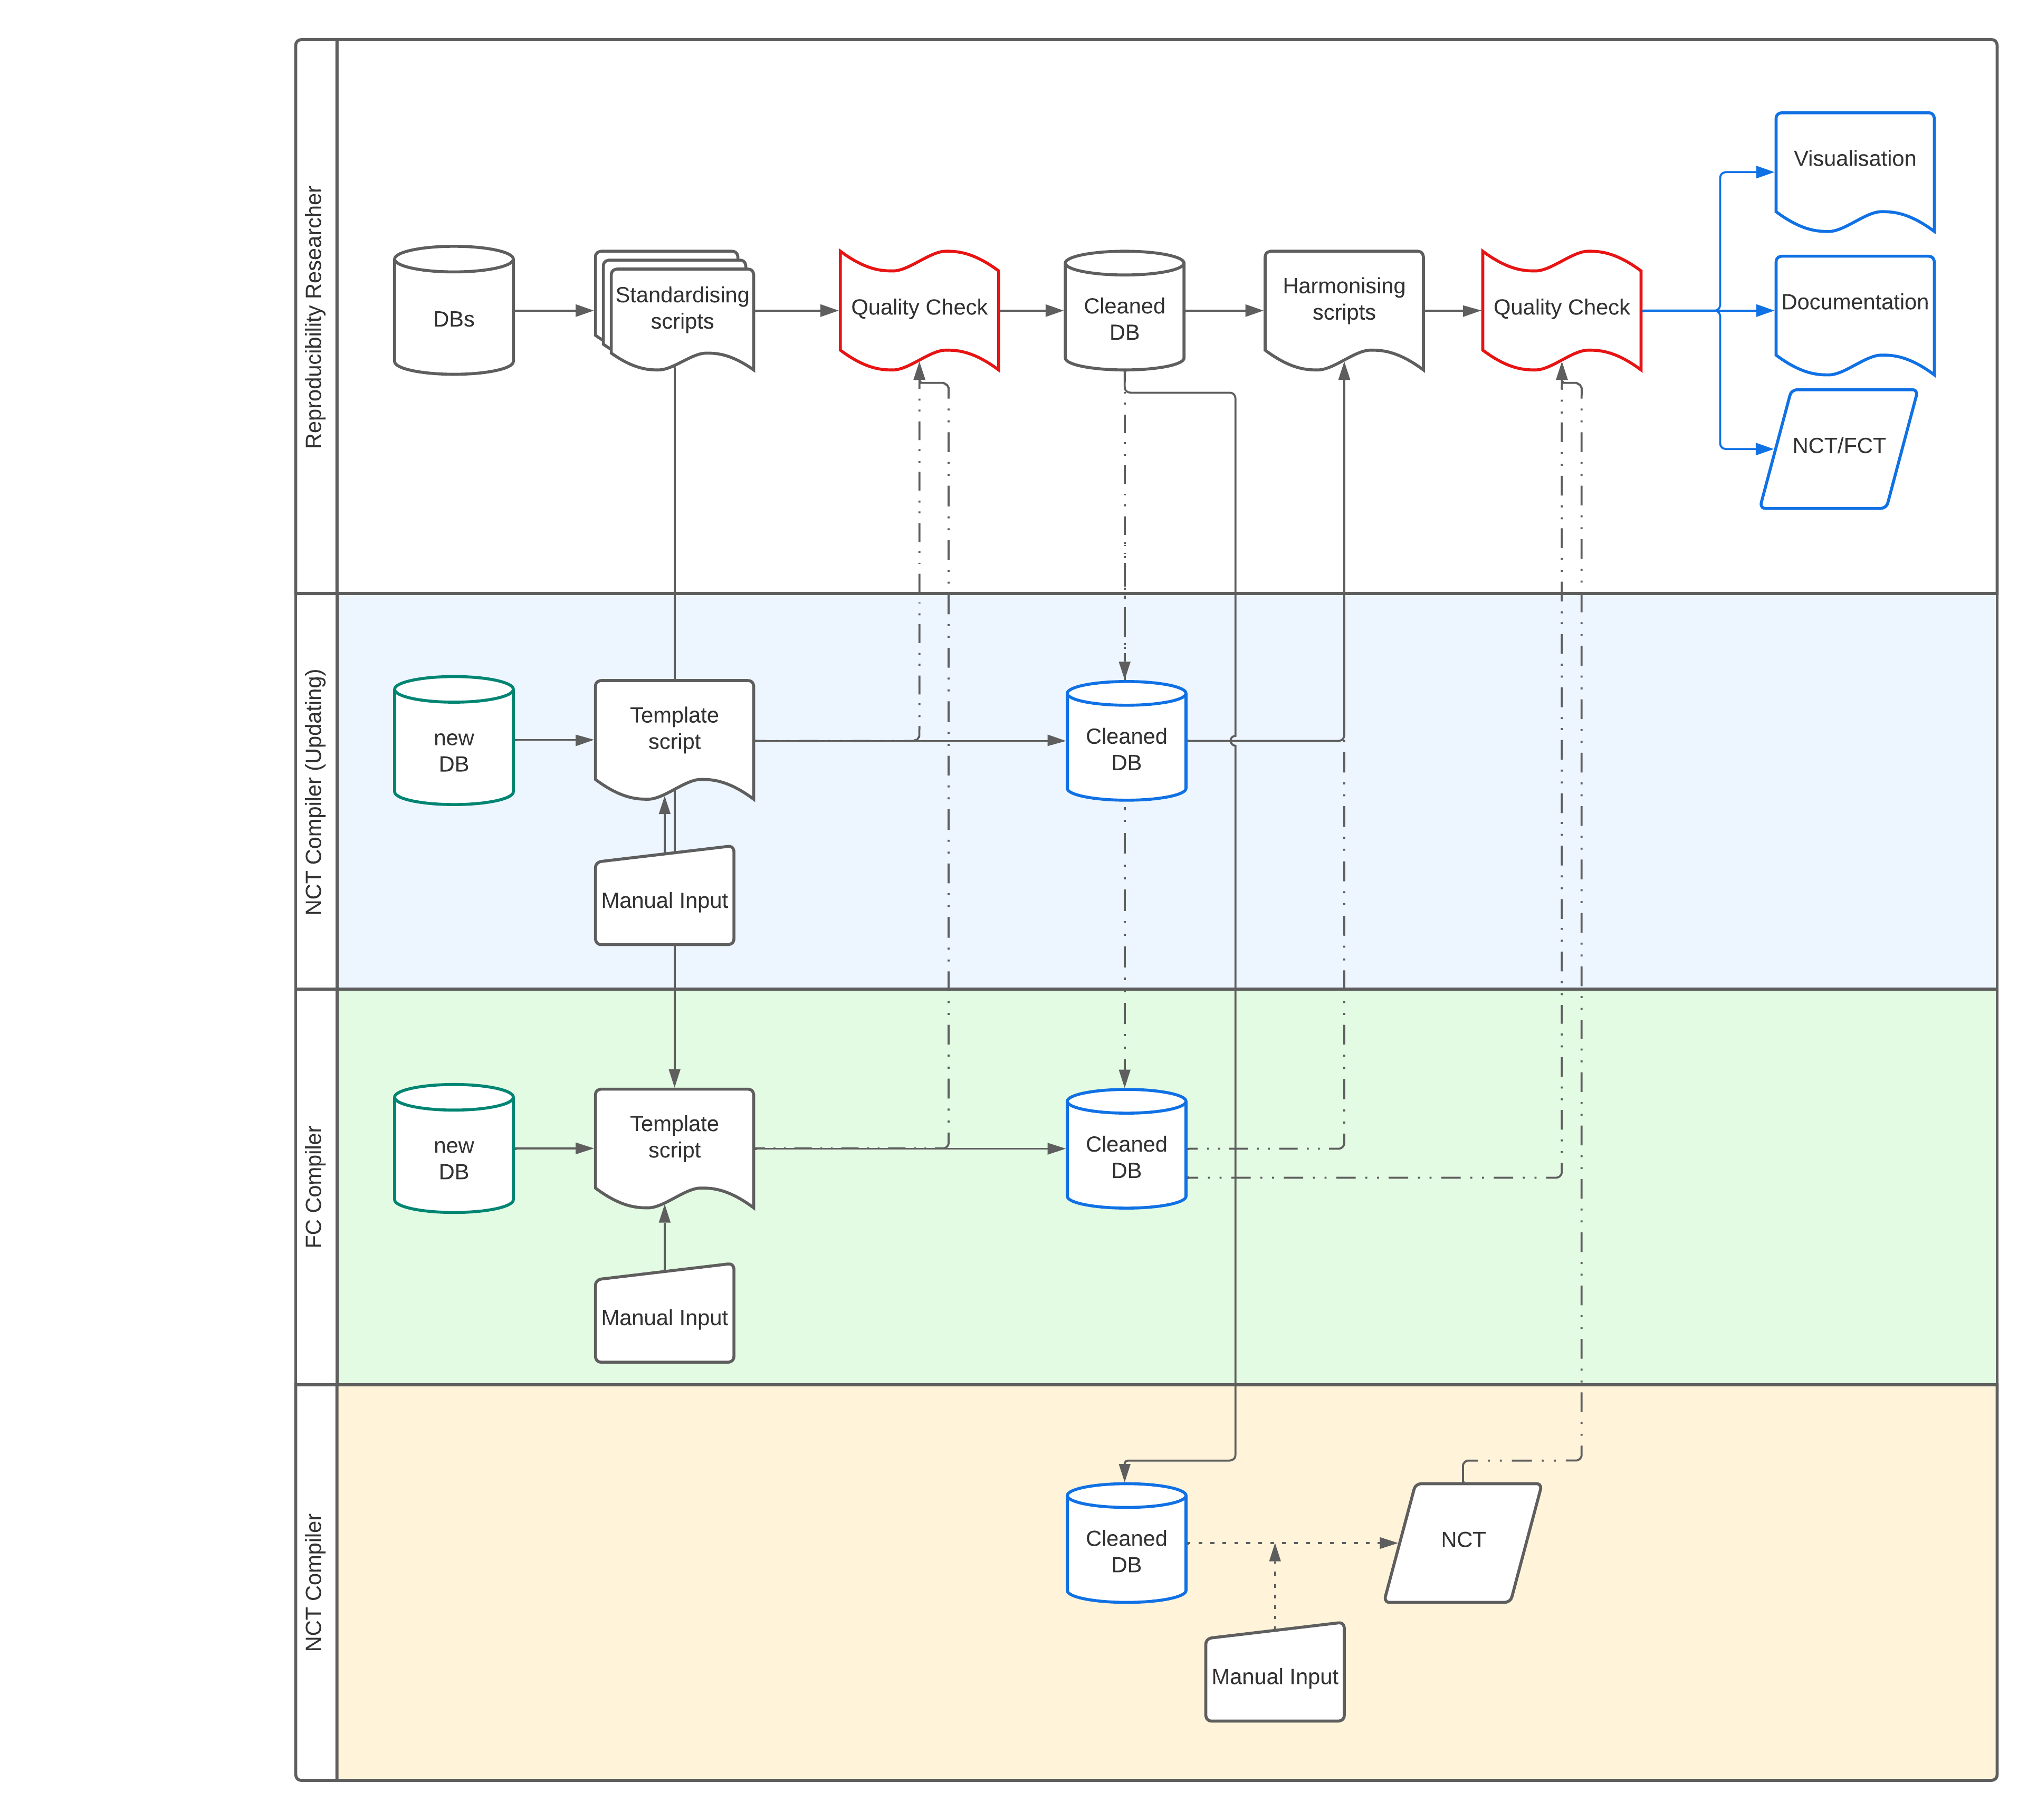 Reproducibility Researcher
DBs
Standardising
scripts
Quality Check
Cleaned
DB
Harmonising
scripts
Quality Check
Visualisation
Documentation
NCT/FCT
NCT Compiler (Updating)
new
DB
Template
script
Cleaned
DB
Manual Input
FC Compiler
new
DB
Template
script
Cleaned
DB
Manual Input
NCT Compiler
Cleaned
DB
NCT
Manual Input